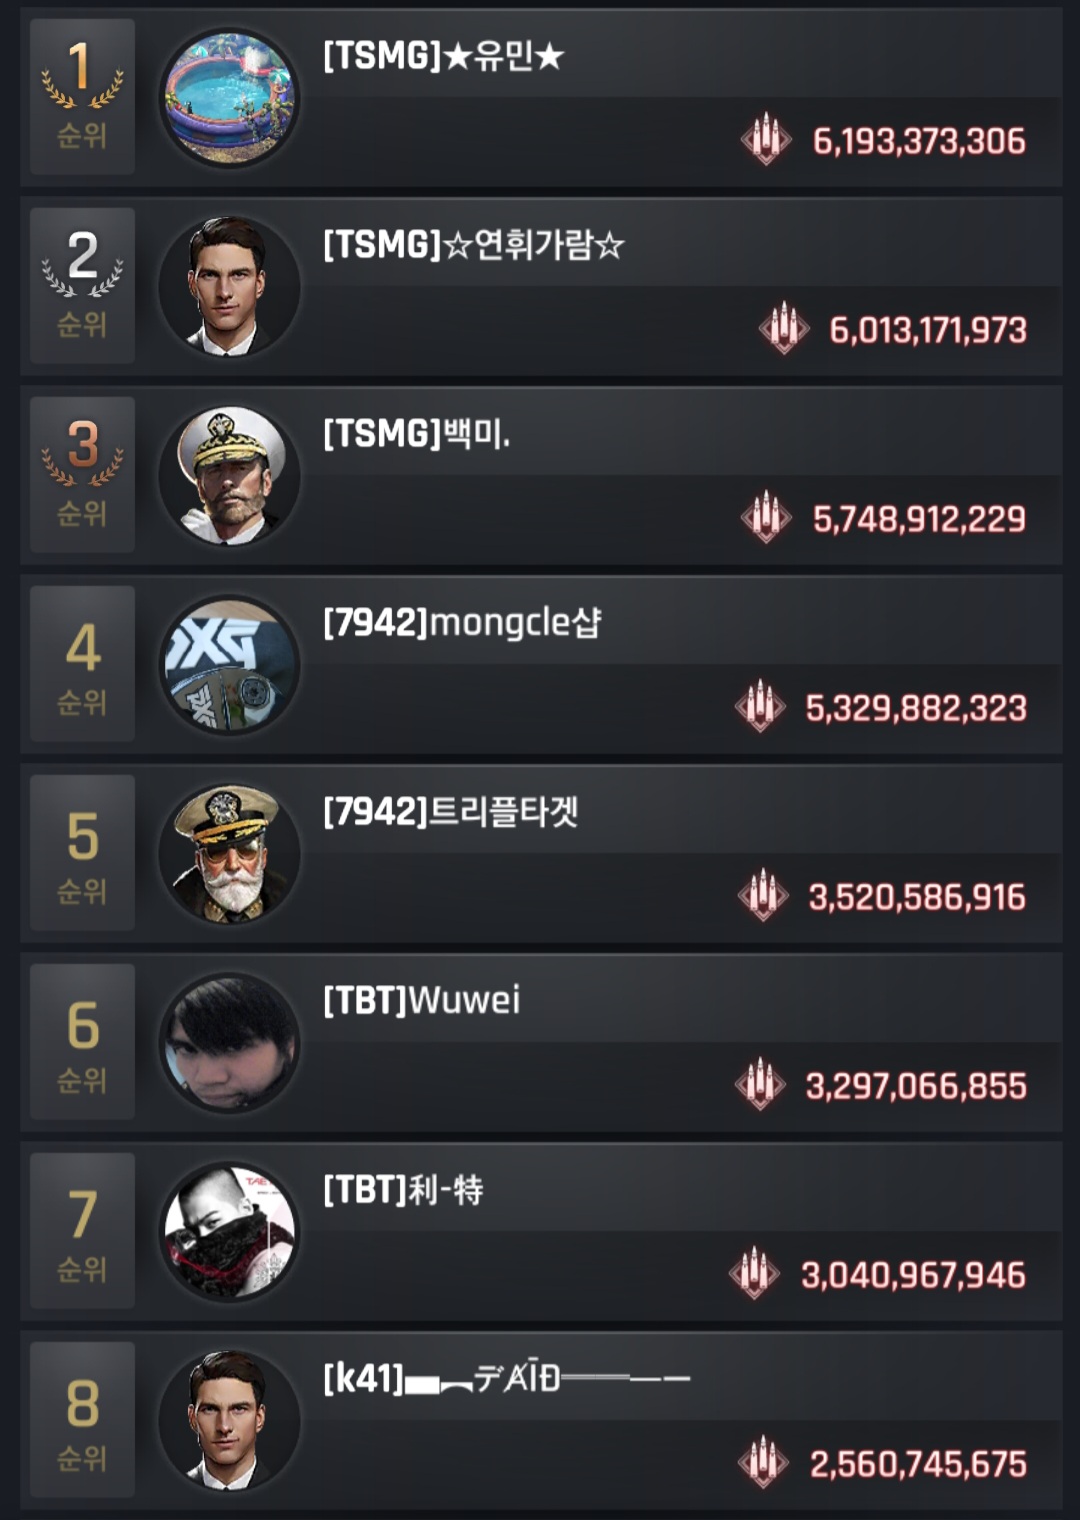 1
순위
[TSMG]★유민★
6,193,373,306
2
순위
[TSMG]☆연휘가람☆
6,013,171,973
3
순위
[TSMG]백미.
5,748,912,229
4
순위
[7942]mongcle샵
5,329,882,323
5
순위
[7942]트리플타겟
3,520,586,916
6
순위
[TBT]Wuwei
3,297,066,855
7
순위
[TBT]利-特
3,040,967,946
8
순위
[k41]▅︻デȺĪĐ══—一
2,560,745,675